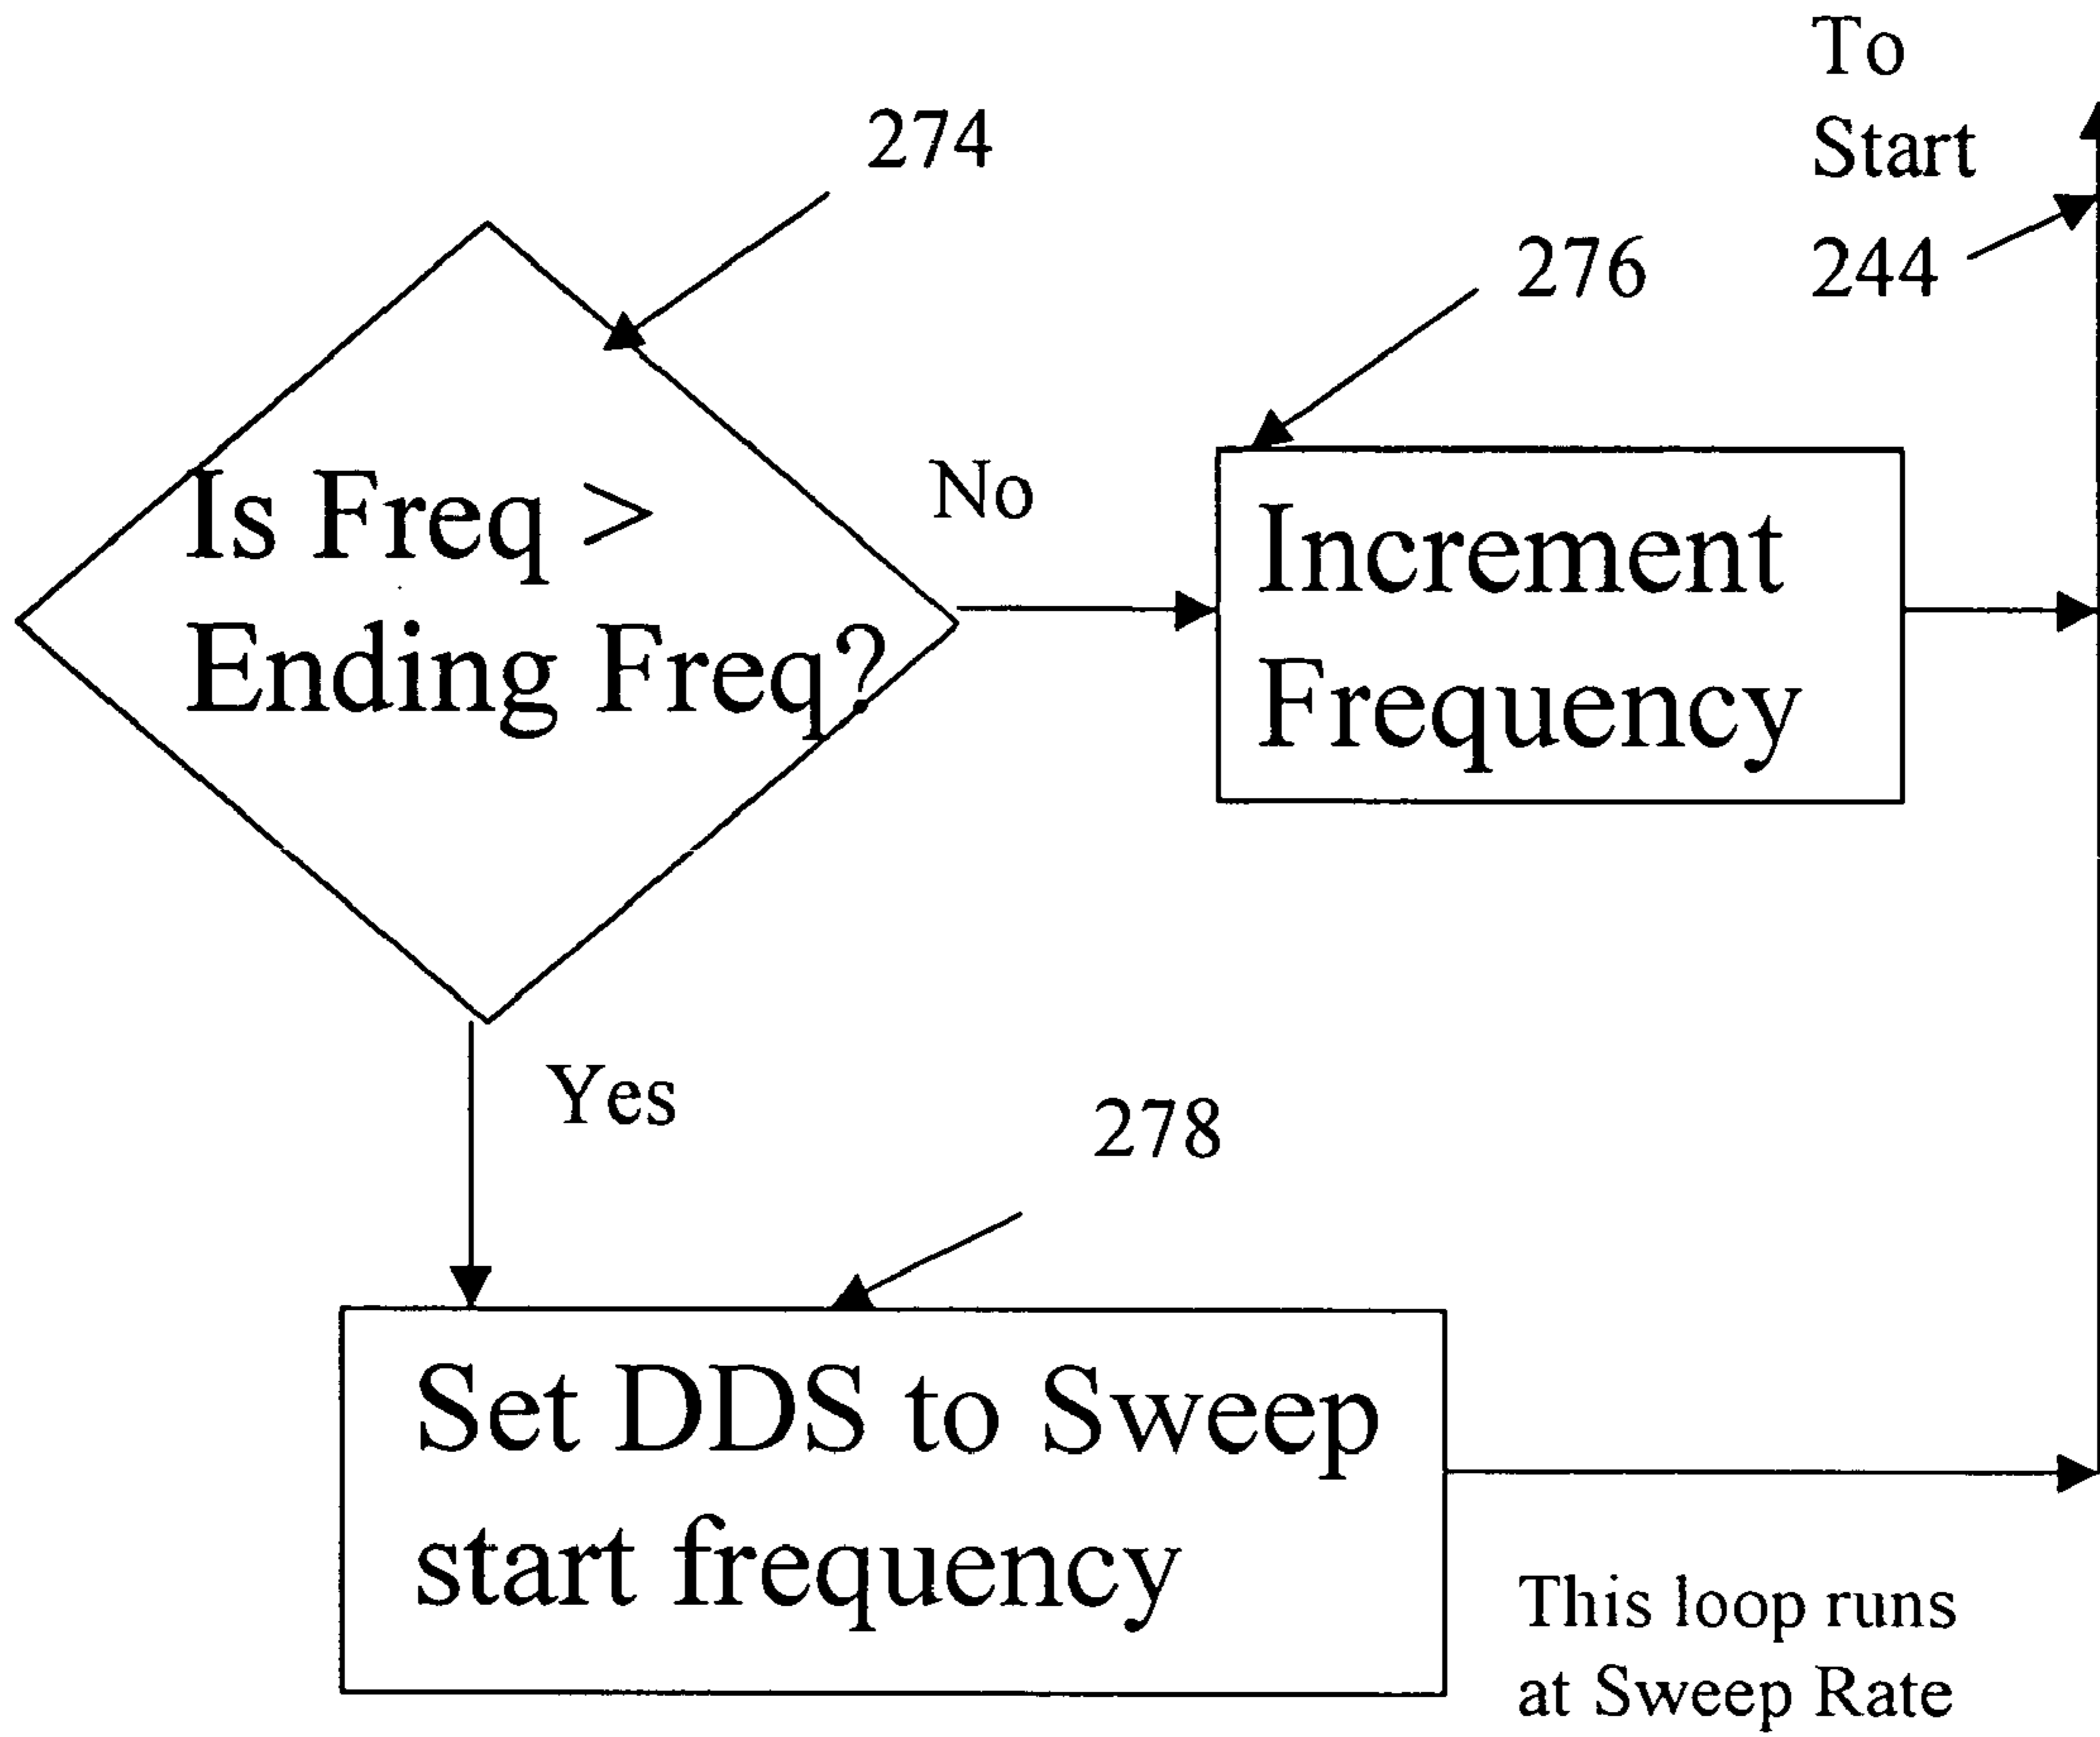 To
Start
244
274
276
Is Freq >
Ending Freq?
No
Increment
Frequency
Yes
278
Set DDS to Sweep
start frequency
This loop runs
at Sweep Rate